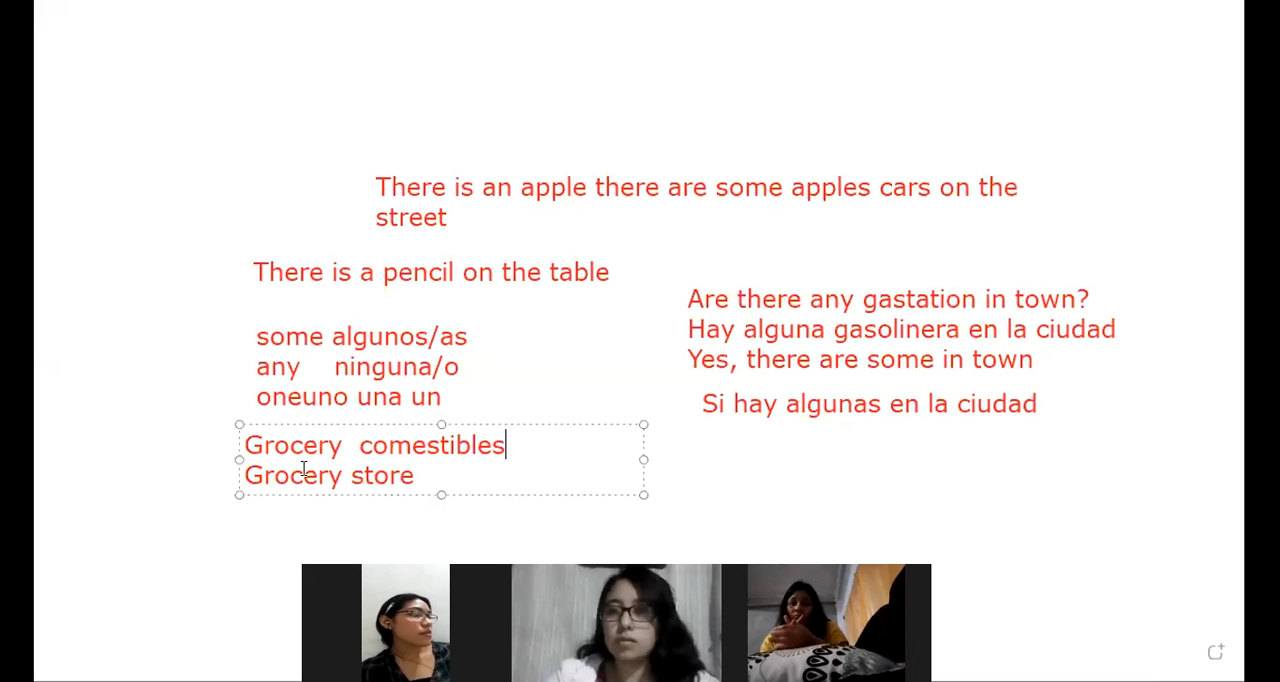 There is an apple there are some apples cars on the
street
There is a pencil on the table
some algunos/as
any ninguna/o
oneuno una un
Grocery comestibles
Grocery store
Are there any gastation in town?
Hay alguna gasolinera en la ciudad
Yes, there are some in town
Si hay algunas en la ciudad